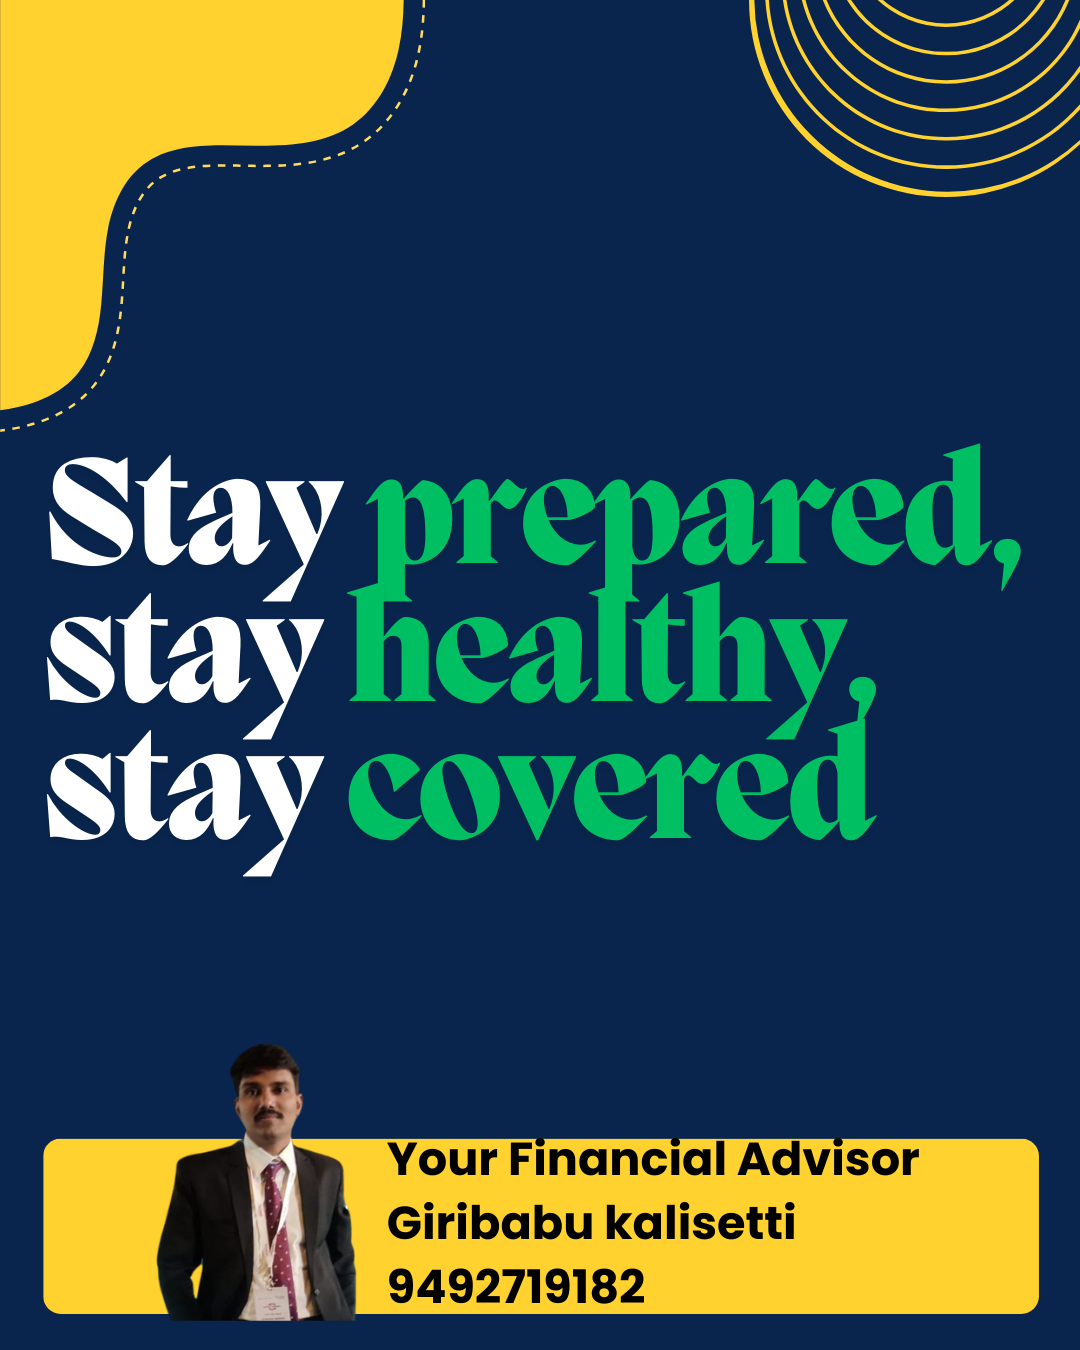 Stay prepared,
stay healthy,
stay covered
Your Financial Advisor
Giribabu kalisetti
9492719182